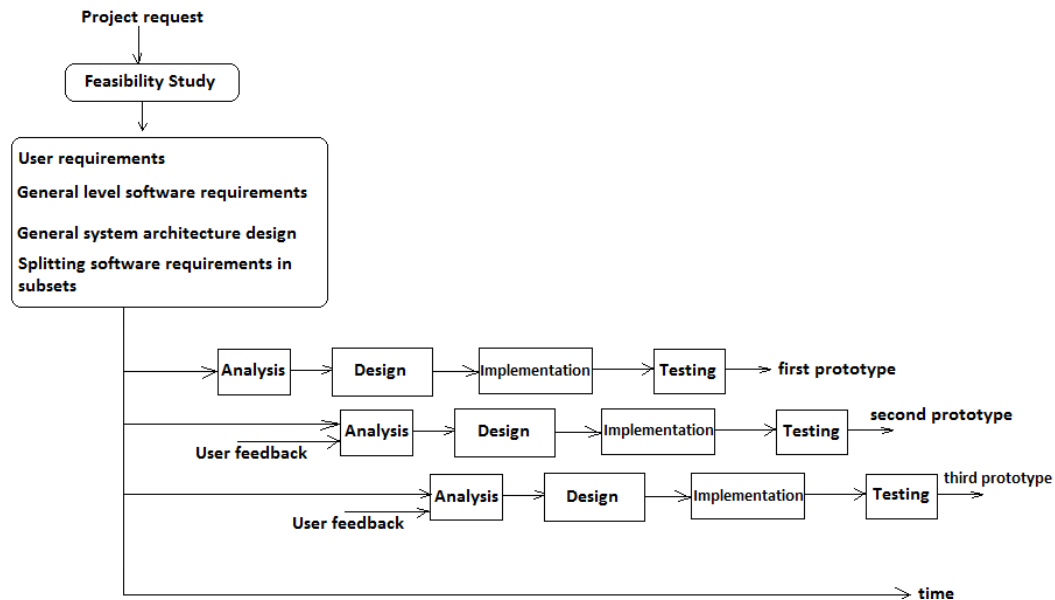 Project request
Feasibility Study
User requirements
General level software requirements
General system architecture design
Splitting software requirements in
subsets
Analysis
Design
Implementation
Testing
first prototype
Analysis
Design
Implementation
Testing
second prototype
User feedback
Analysis
Design
Implementation
Testing
third prototype
User feedback
time